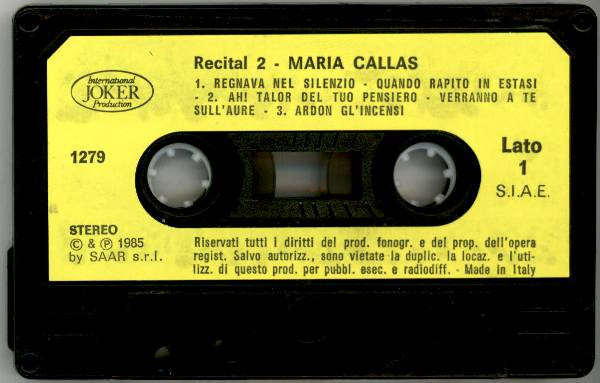 Recital 2 - MARIA CALLAS
International
JOKER
Production
1. REGNAVA NEL SILENZIO - QUANDO RAPITO IN ESTASI
- 2. AH! TALOR DEL TUO PENSIERO - VERRANNO A TE
SULL'AURE - 3. ARDON GL'INCENSI
1279
Lato
1
S.I.A.E.
STEREO
© & ℗ 1985
by SAAR s.r.l.
Riservati tutti i diritti del prod. fonogr. e del prop. dell'opera
regist. Salvo autorizz., sono vietate la duplic. la locaz. e l'uti-
lizz. di questo prod. per pubbl. esec. e radiodiff. - Made in Italy